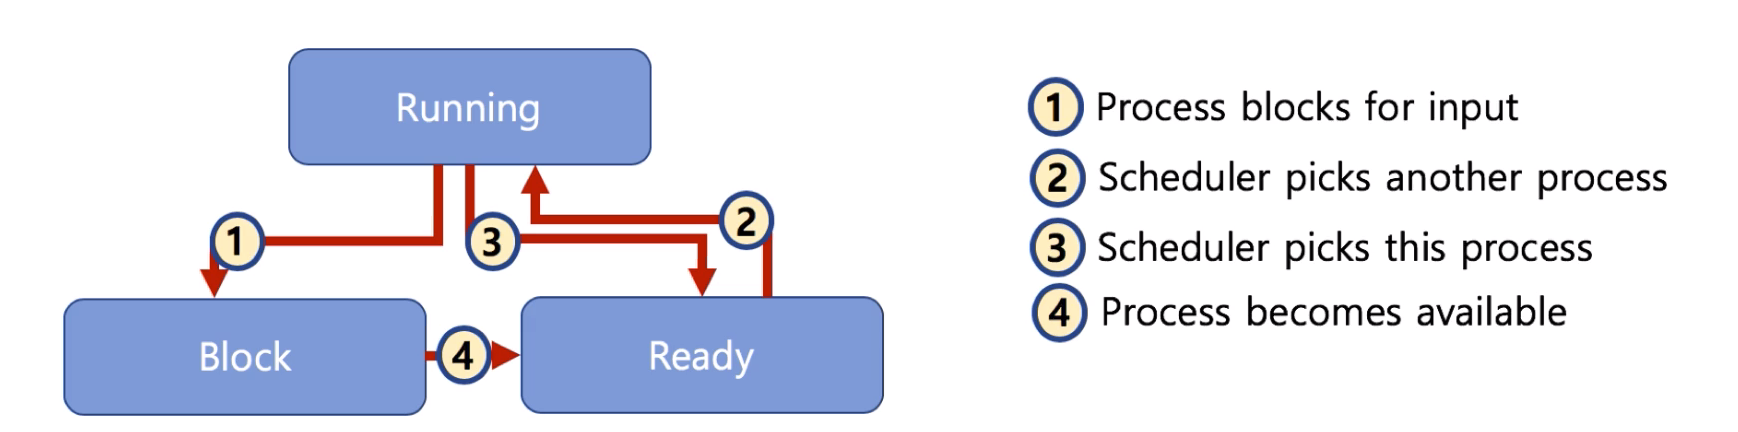 Running
1
3
2
Block
4
Ready
1 Process blocks for input
2 Scheduler picks another process
3 Scheduler picks this process
4 Process becomes available